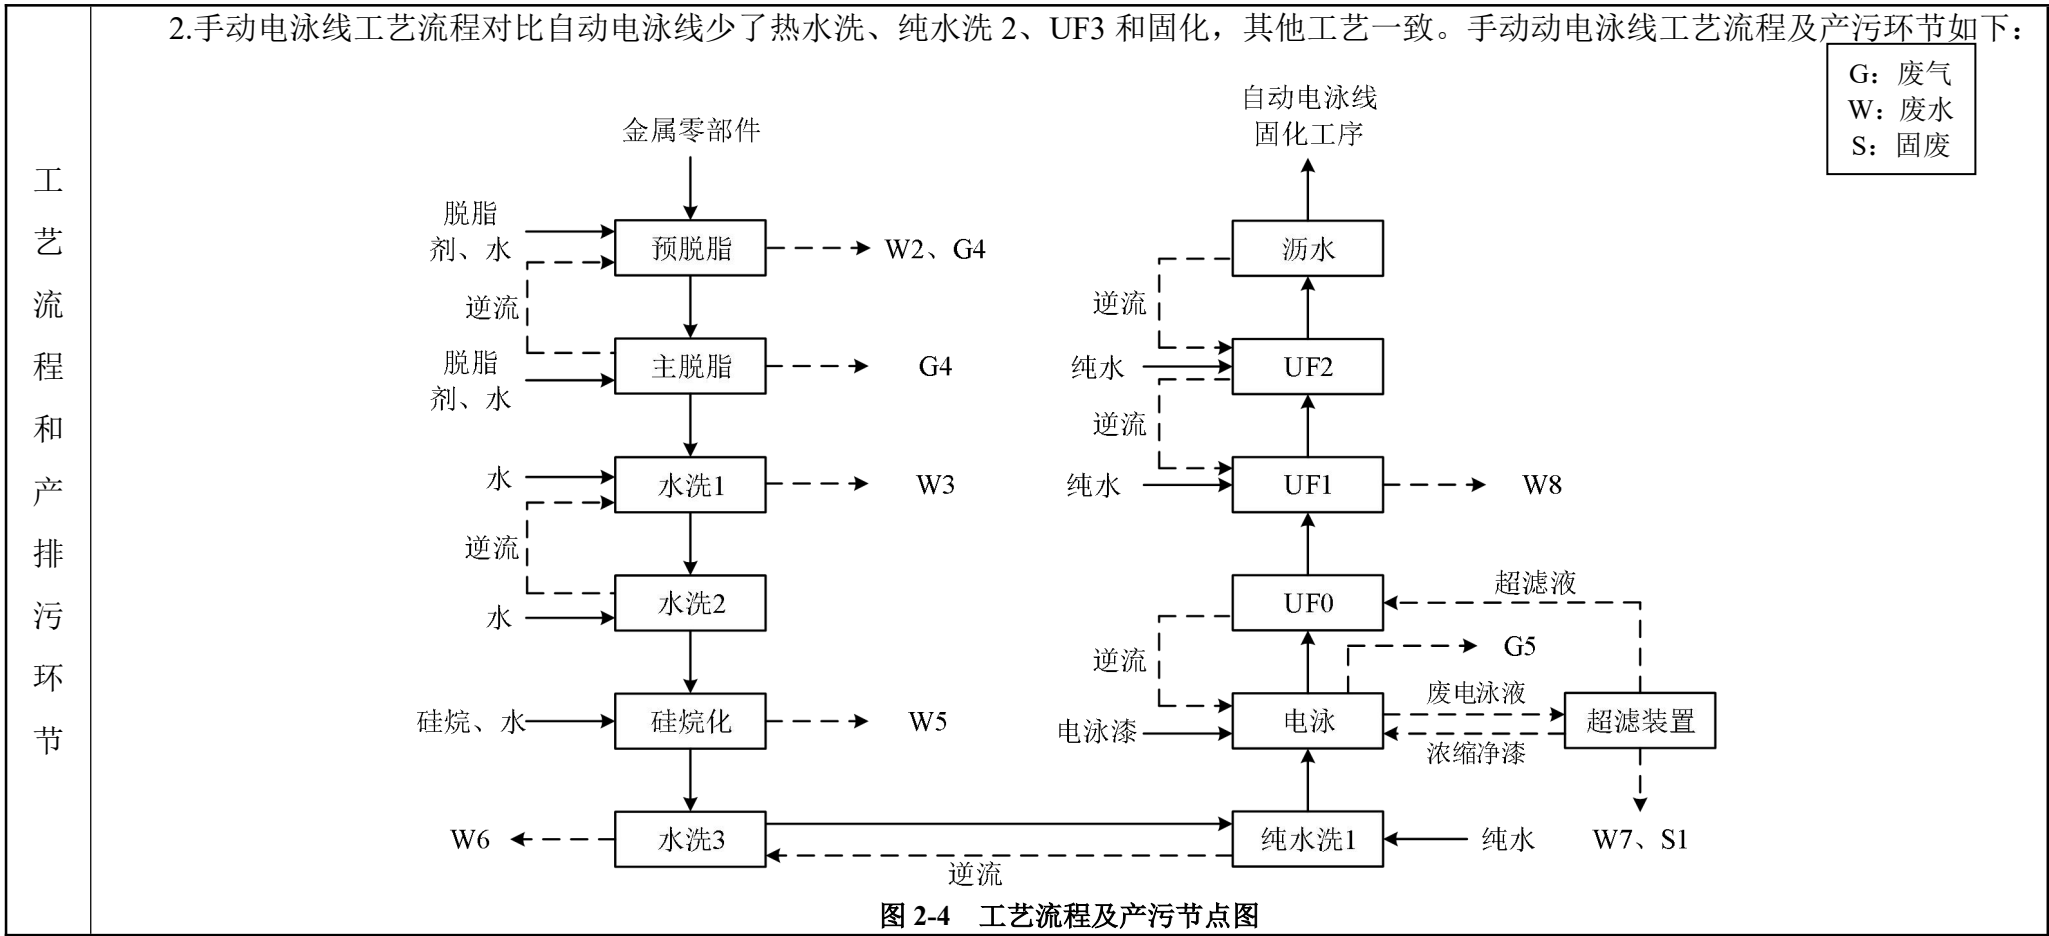 2.手动电泳线工艺流程对比自动电泳线少了热水洗、纯水洗 2、UF3 和固化，其他工艺一致。手动动电泳线工艺流程及产污环节如下：
G：废气
W：废水
S：固废
工艺流程和产排污环节
金属零部件
脱脂
剂、水
预脱脂
W2、G4
逆流
脱脂
剂、水
主脱脂
G4
水
水洗1
W3
逆流
水
水洗2
硅烷、水
硅烷化
W5
W6
水洗3
逆流
纯水洗1
纯水
电泳漆
电泳
G5
废电泳液
浓缩净漆
超滤装置
W7、S1
超滤液
逆流
UF0
纯水
UF1
W8
逆流
纯水
UF2
逆流
沥水
自动电泳线
固化工序
图 2-4 工艺流程及产污节点图